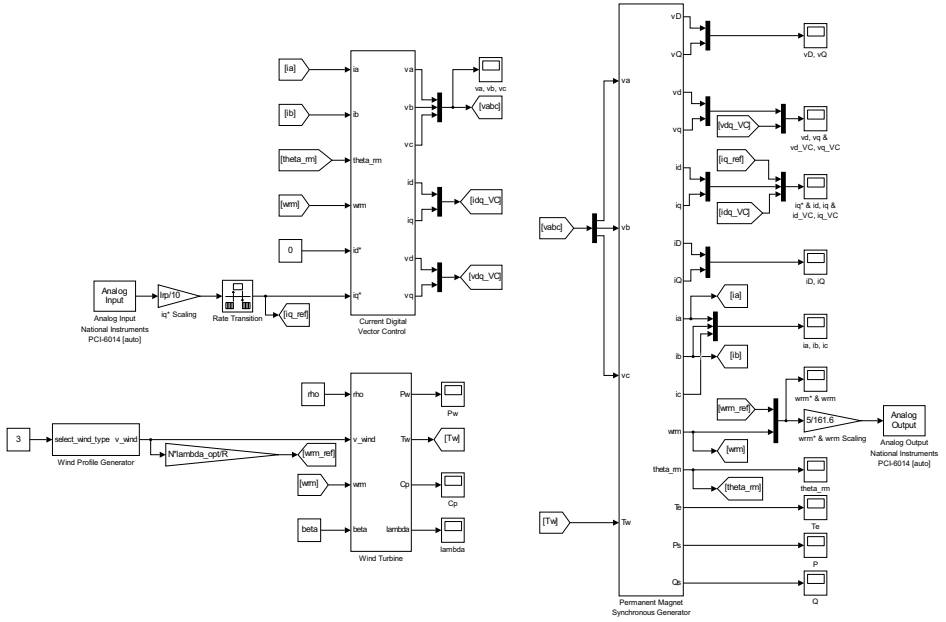 [ia]
[ib]
[theta_rm]
[wrm]
0
ia
ib
theta_rm
wrm
id*
iq*
va
vb
vc
id
iq
vd
vq
Current Digital
Vector Control
va, vb, vc
[vabc]
[idq_VC]
[vdq_VC]
Analog
Input
Analog Input
National Instruments
PCI-6014 [auto]
Irp/10
iq* Scaling
Rate Transition
[iq_ref]
3
select_wind_type v_wind
Wind Profile Generator
N*lambda_opt/R
[wrm_ref]
rho
[wrm]
beta
rho
v_wind
wrm
beta
Pw
Tw
Cp
lambda
Wind Turbine
Pw
[Tw]
Cp
lambda
[vabc]
[Tw]
va
vb
vc
Tw
vD
vQ
vd
vq
id
iq
iD
iQ
ia
ib
ic
wrm
theta_rm
Te
Ps
Qs
Permanent Magnet
Synchronous Generator
vD, vQ
[vdq_VC]
vd, vq &
vd_VC, vq_VC
[iq_ref]
[idq_VC]
iq* & id, iq &
id_VC, iq_VC
iD, iQ
[ia]
[ib]
ia, ib, ic
[wrm_ref]
[wrm]
wrm* & wrm
5/161.6
wrm* & wrm Scaling
Analog
Output
Analog Output
National Instruments
PCI-6014 [auto]
[theta_rm]
theta_rm
Te
P
Q